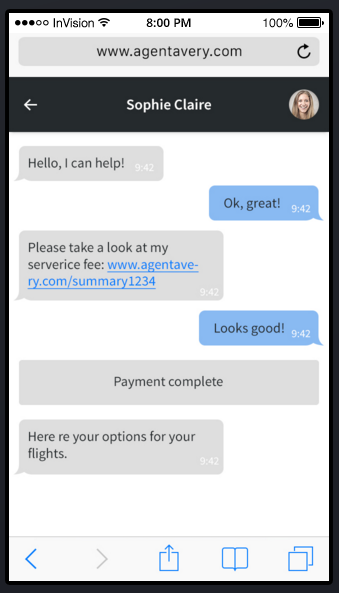 InVision 8:00 PM 100%
www.agentavery.com
Sophie Claire
Hello, I can help! 9:42
Ok, great! 9:42
Please take a look at my
serverice fee: www.agentave-
ry.com/summary1234
9:42
Looks good! 9:42
Payment complete
Here re your options for your
flights.
9:42